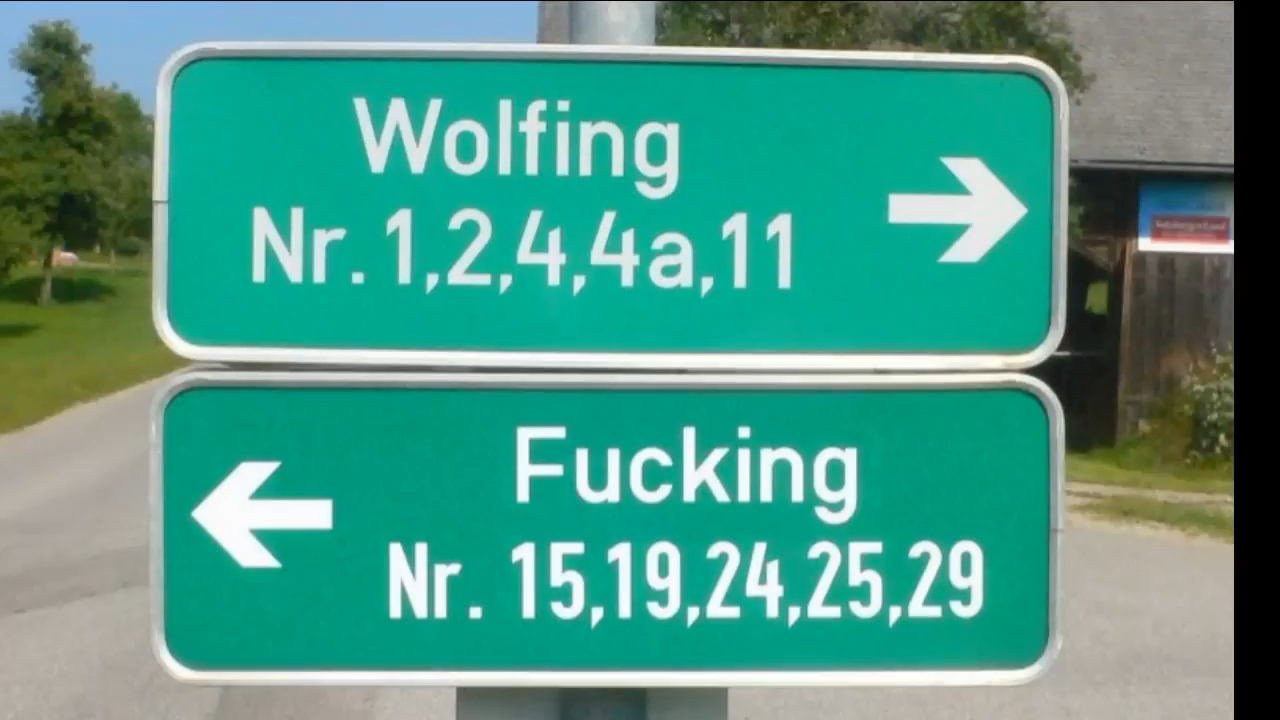 Wolfing
Nr. 1,2,4,4a,11
Fucking
Nr. 15,19,24,25,29